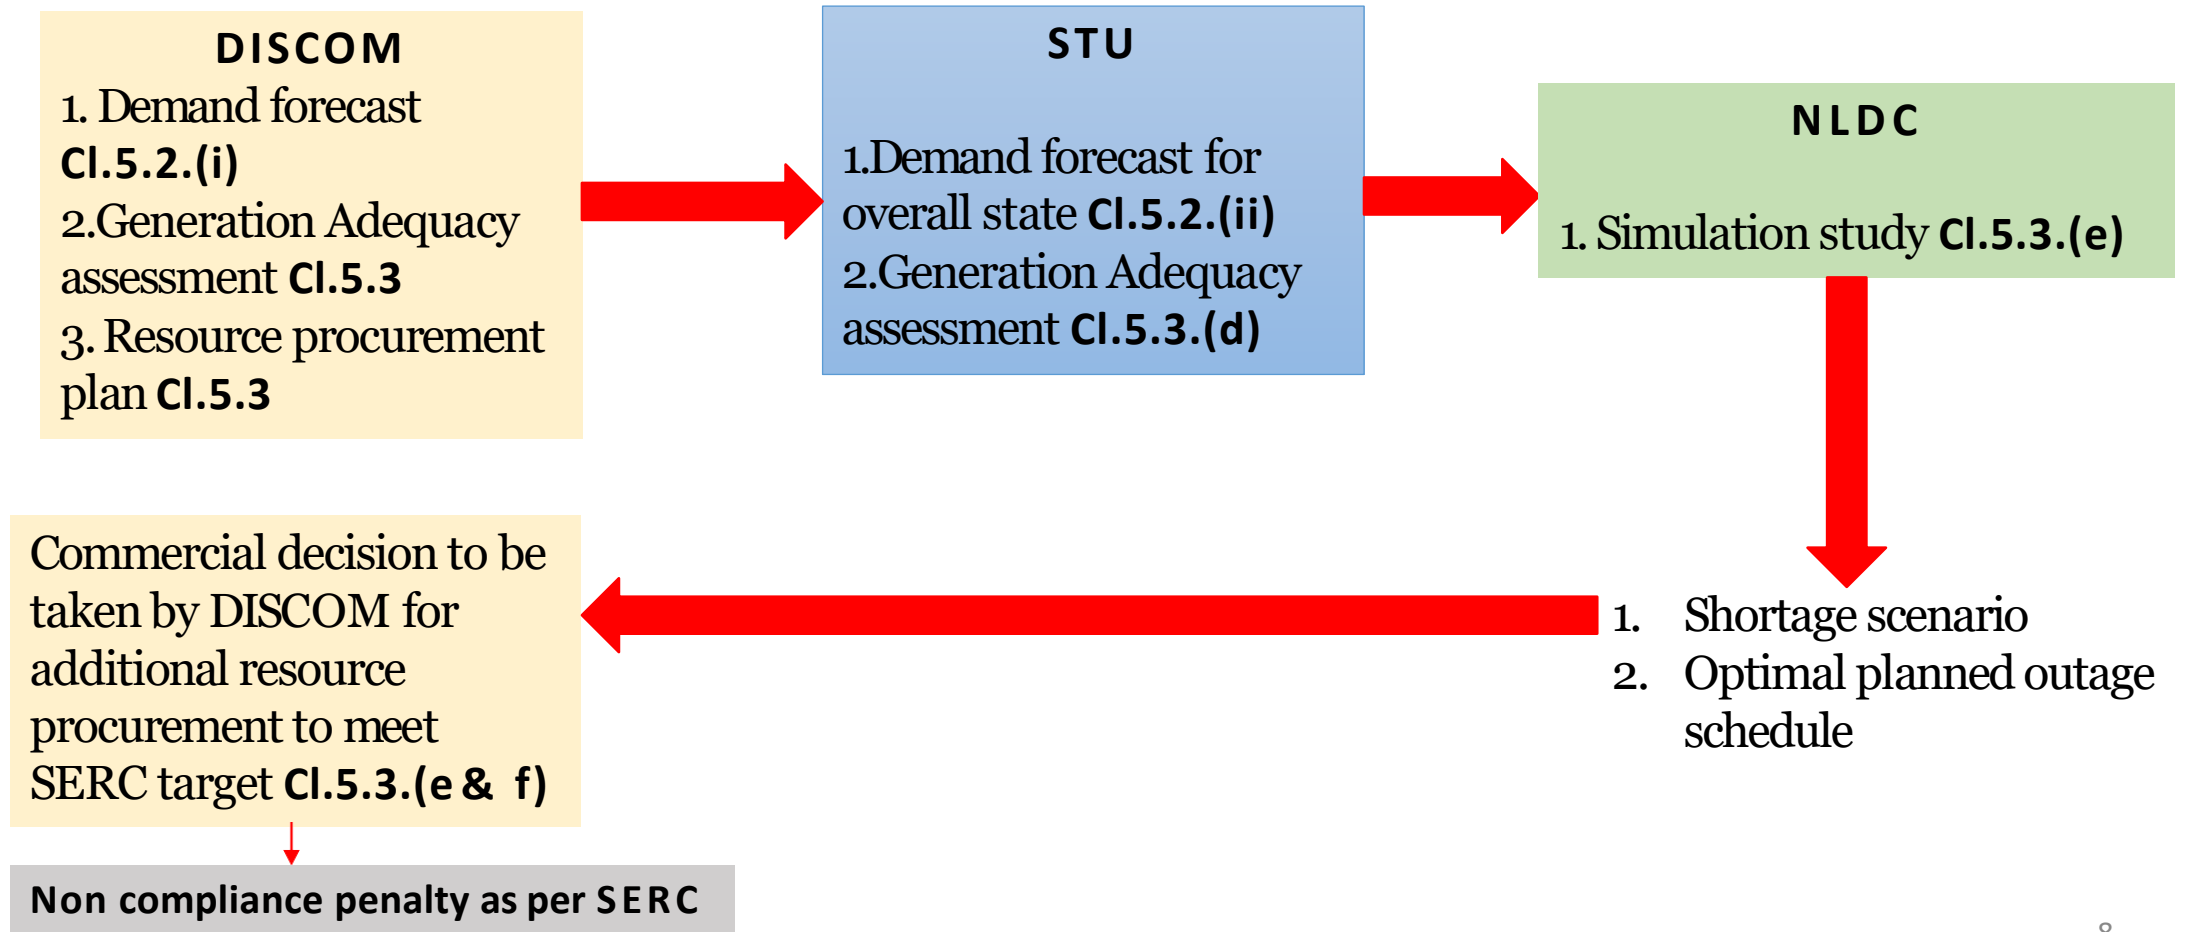 DISCOM
1. Demand forecast
Cl.5.2.(i)
2.Generation Adequacy
assessment Cl.5.3
3. Resource procurement
plan Cl.5.3
STU
1.Demand forecast for
overall state Cl.5.2.(ii)
2.Generation Adequacy
assessment Cl.5.3.(d)
NLDC
1. Simulation study Cl.5.3.(e)
1. Shortage scenario
2. Optimal planned outage
schedule
Commercial decision to be
taken by DISCOM for
additional resource
procurement to meet
SERC target Cl.5.3.(e & f)
Non compliance penalty as per SERC